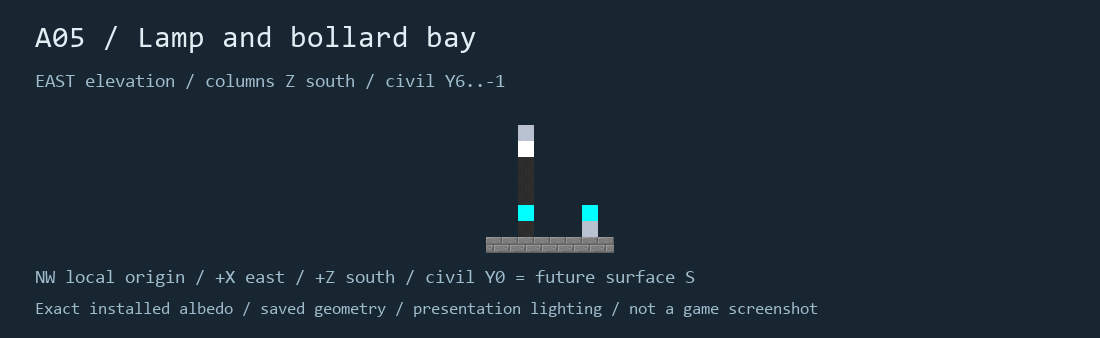 A05 / Lamp and bollard bay
EAST elevation / columns Z south / civil Y6..-1
NW local origin / +X east / +Z south / civil Y0 = future surface S
Exact installed albedo / saved geometry / presentation lighting / not a game screenshot